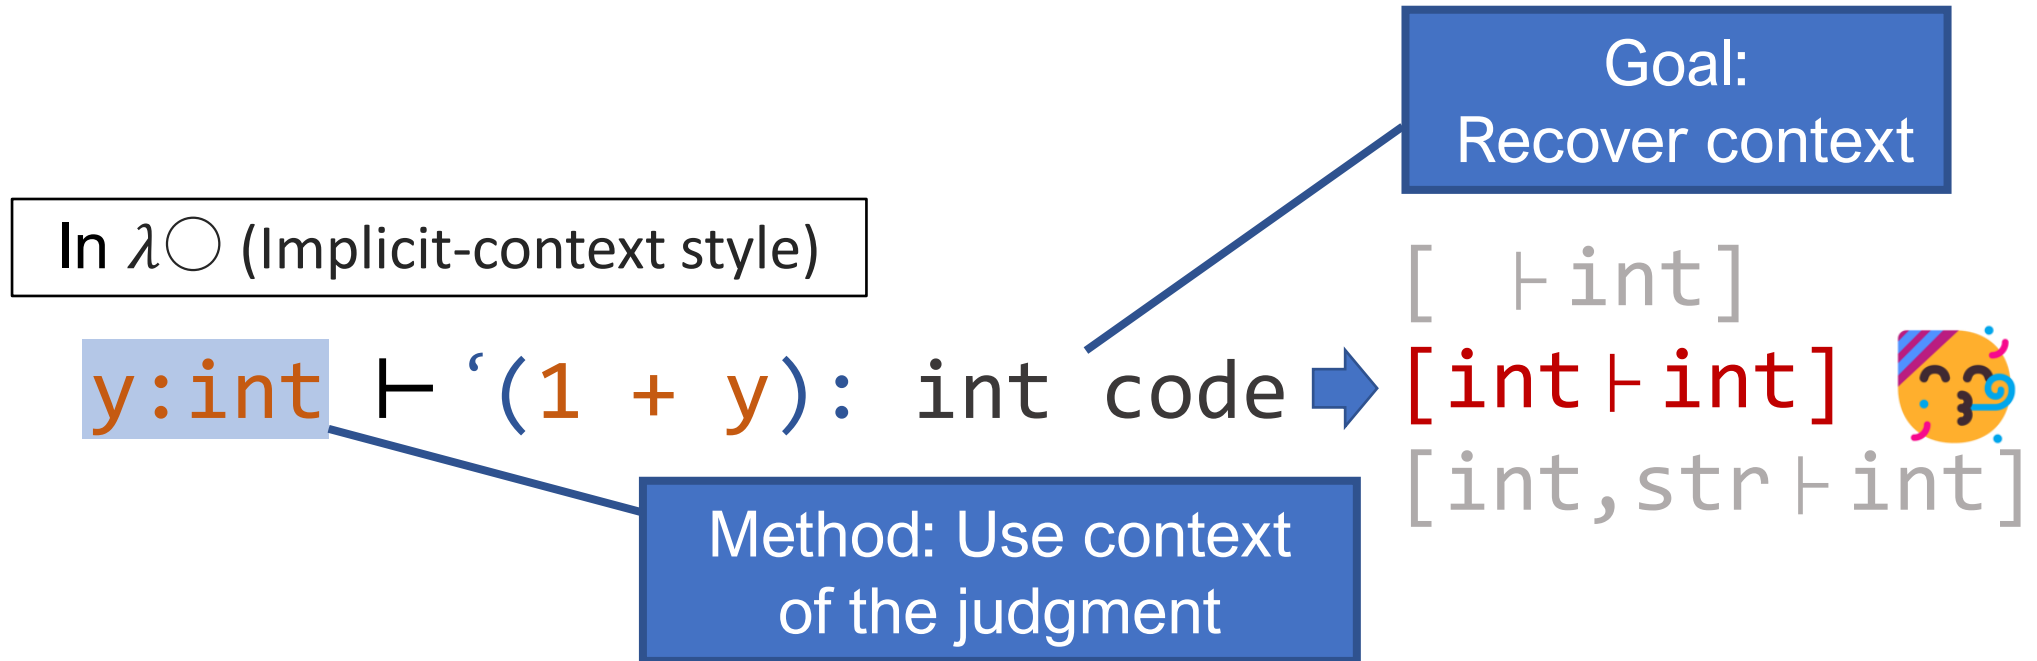 Goal:
Recover context
In λ◯ (Implicit-context style)
[ ⊢int]
y:int ⊢ ‘(1 + y): int code
[int⊢int]
[int,str⊢int]
Method: Use context
of the judgment